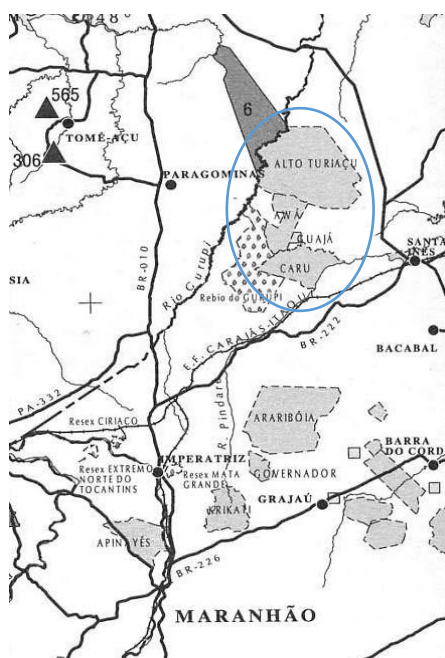 48
565
TOMÉ-AÇU
306
6
ALTO TURIAÇU
PARAGOMINAS
AWÁ
GUAJÁ
SANTA
INÊS
CARU
BR-010
Rio Gurupi
SIA
Rebio do GURUPI
E.F. CARAJÁS-ITAQUI
BR-222
BACABAL
PA-332
R. Pindaré
Resex CIRIACO
ARARIBÓIA
IMPERATRIZ
BARRA
DO CORD
Resex EXTREMO
NORTE DO
TOCANTINS
Resex MATA
GRANDE
GOVERNADOR
KRIKATI
GRAJAÚ
APINAYÉS
BR-226
MARANHÃO